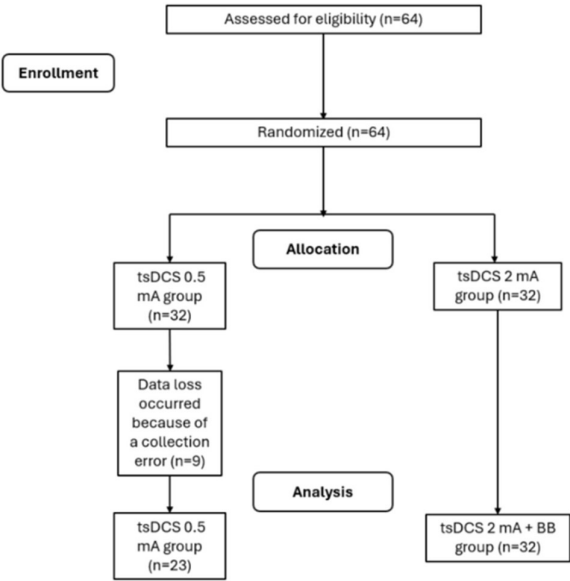 Assessed for eligibility (n=64)
Enrollment
Randomized (n=64)
Allocation
tsDCS 0.5
mA group
(n=32)
tsDCS 2 mA
group (n=32)
Data loss
occurred
because of
a collection
error (n=9)
Analysis
tsDCS 0.5
mA group
(n=23)
tsDCS 2 mA + BB
group (n=32)